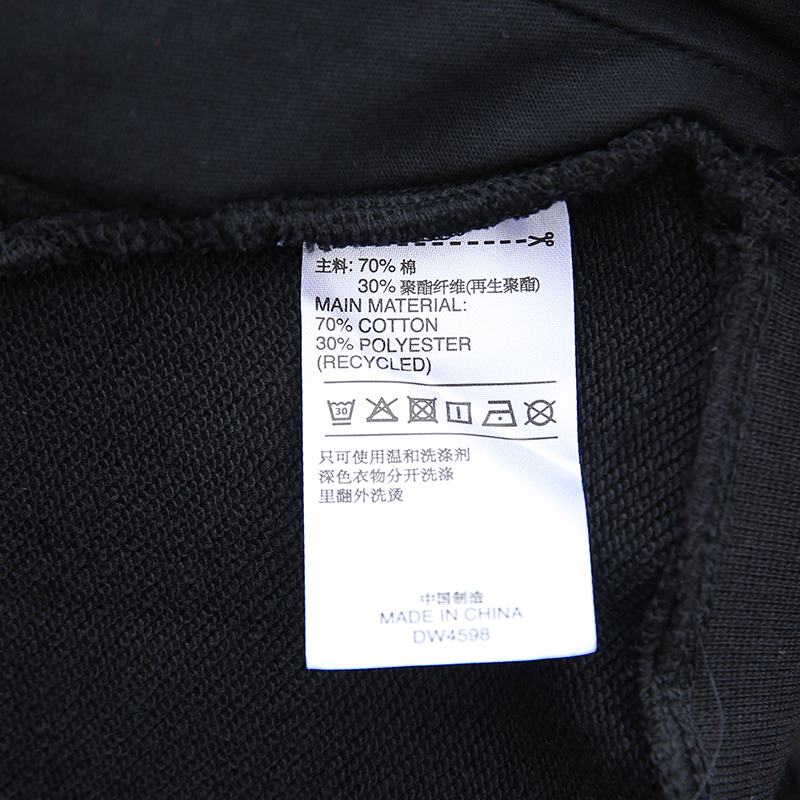 主料: 70% 棉
30% 聚酯纤维(再生聚酯)
MAIN MATERIAL:
70% COTTON
30% POLYESTER
(RECYCLED)
30
只可使用温和洗涤剂
深色衣物分开洗涤
里翻外洗烫
中国制造
MADE IN CHINA
DW4598